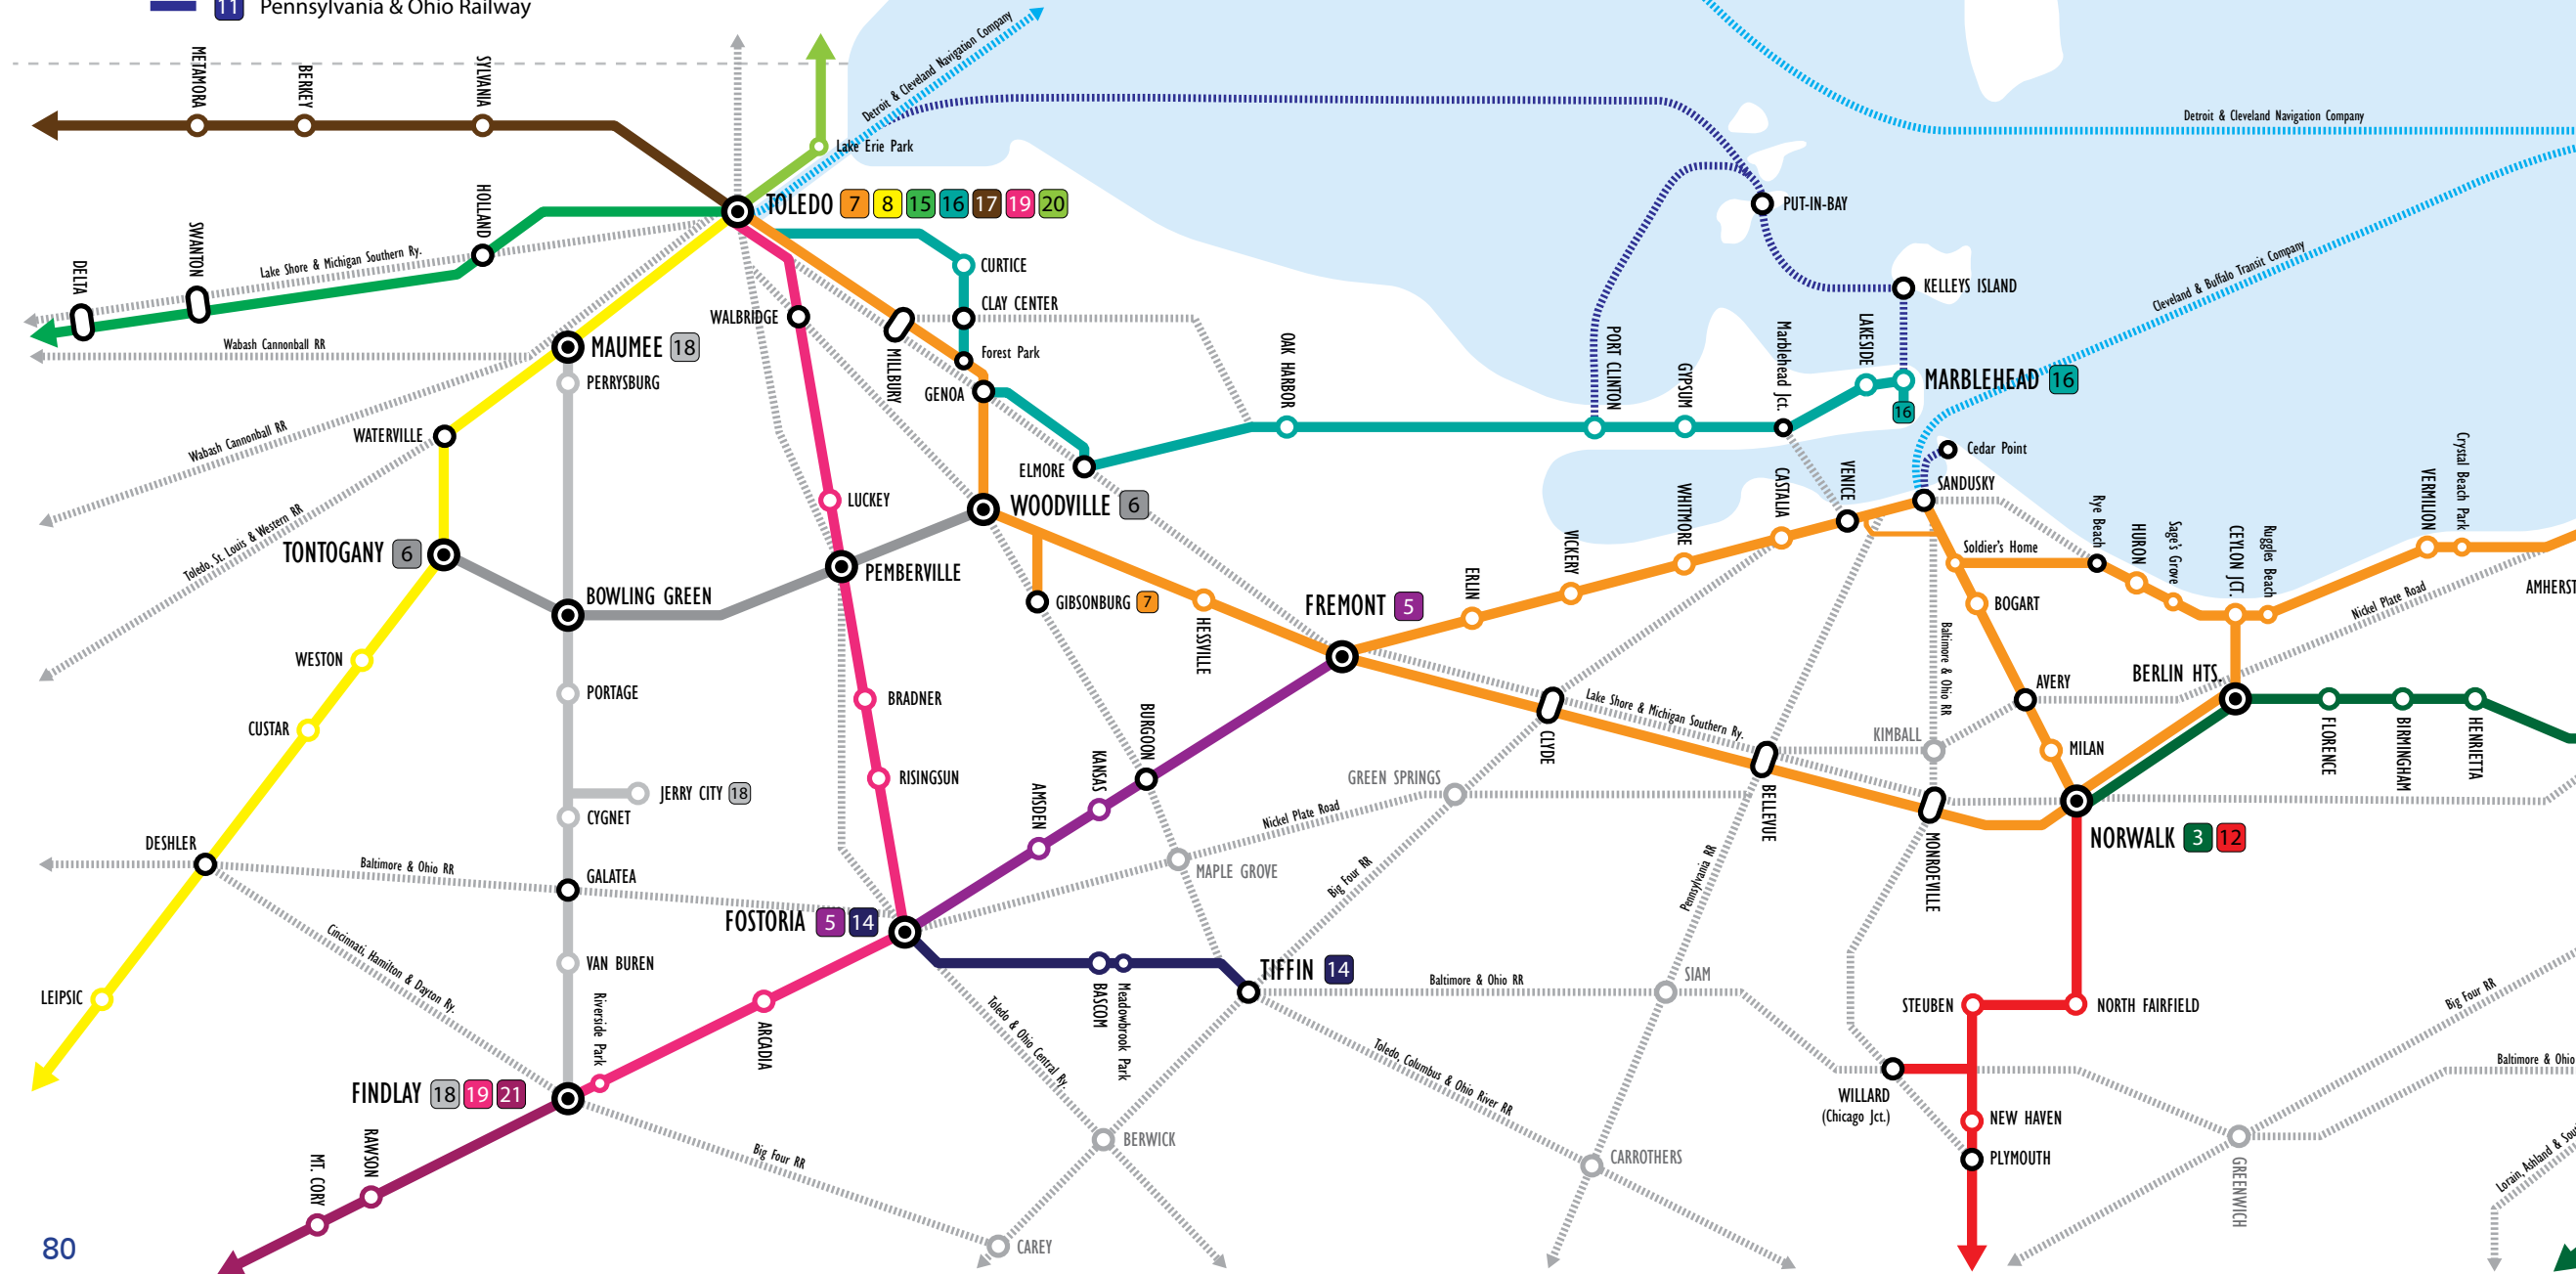 11 Pennsylvania & Ohio Railway
METAMORA
BERKEY
SYLVANIA
Detroit & Cleveland Navigation Company
Detroit & Cleveland Navigation Company
Lake Erie Park
HOLLAND
TOLEDO 7 8 15 16 17 19 20
PUT-IN-BAY
SWANTON
DELTA
Lake Shore & Michigan Southern Ry.
CURTICE
KELLEYS ISLAND
Cleveland & Buffalo Transit Company
CLAY CENTER
WALBRIDGE
Wabash Cannonball RR
MAUMEE 18
Forest Park
MILLBURY
OAK HARBOR
PORT CLINTON
GYPSUM
Marblehead Jct.
LAKESIDE
PERRYSBURG
GENOA
MARBLEHEAD 16
16
WATERVILLE
Wabash Cannonball RR
ELMORE
Cedar Point
VENICE
CASTALIA
SANDUSKY
VERMILION
Crystal Beach Park
LUCKEY
WOODVILLE 6
WHITMORE
VICKERY
Rye Beach
HURON
Sage's Grove
CEYLON JCT.
Ruggles Beach
Toledo, St. Louis & Western RR
TONTOGANY 6
PEMBERVILLE
Soldier's Home
AMHERST
BOWLING GREEN
GIBSONBURG 7
HESSVILLE
FREMONT 5
ERLIN
BOGART
Nickel Plate Road
WESTON
Baltimore & Ohio RR
BERLIN HTS.
PORTAGE
BRADNER
AVERY
CUSTAR
BURGOON
Lake Shore & Michigan Southern Ry.
CLYDE
KIMBALL
MILAN
FLORENCE
BIRMINGHAM
HENRIETTA
RISINGSUN
KANSAS
GREEN SPRINGS
JERRY CITY 18
AMSDEN
CYGNET
Nickel Plate Road
BELLEVUE
NORWALK 3 12
DESHLER
Baltimore & Ohio RR
GALATEA
MAPLE GROVE
Big Four RR
Pennsylvania RR
MONROEVILLE
FOSTORIA 5 14
VAN BUREN
TIFFIN 14
Baltimore & Ohio RR
SIAM
Cincinnati, Hamilton & Dayton Ry.
LEIPSIC
Riverside Park
ARCADIA
Toledo & Ohio Central Ry.
BASCOM
Meadowbrook Park
STEUBEN
NORTH FAIRFIELD
Big Four RR
Toledo, Columbus & Ohio River RR
Baltimore & Ohio
FINDLAY 18 19 21
WILLARD
(Chicago Jct.)
NEW HAVEN
BERWICK
PLYMOUTH
RAWSON
MT. CORY
Big Four RR
CARROTHERS
GREENWICH
Lorain, Ashland & Sou
CAREY
80